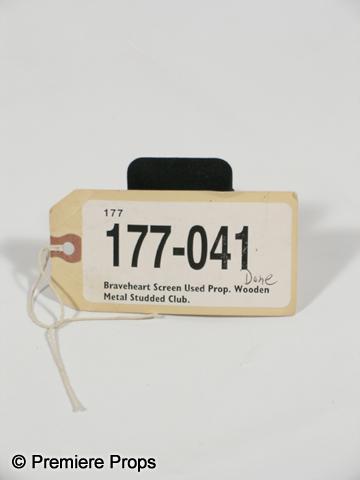 177
177-041
Done
Braveheart Screen Used Prop. Wooden
Metal Studded Club.
© Premiere Props